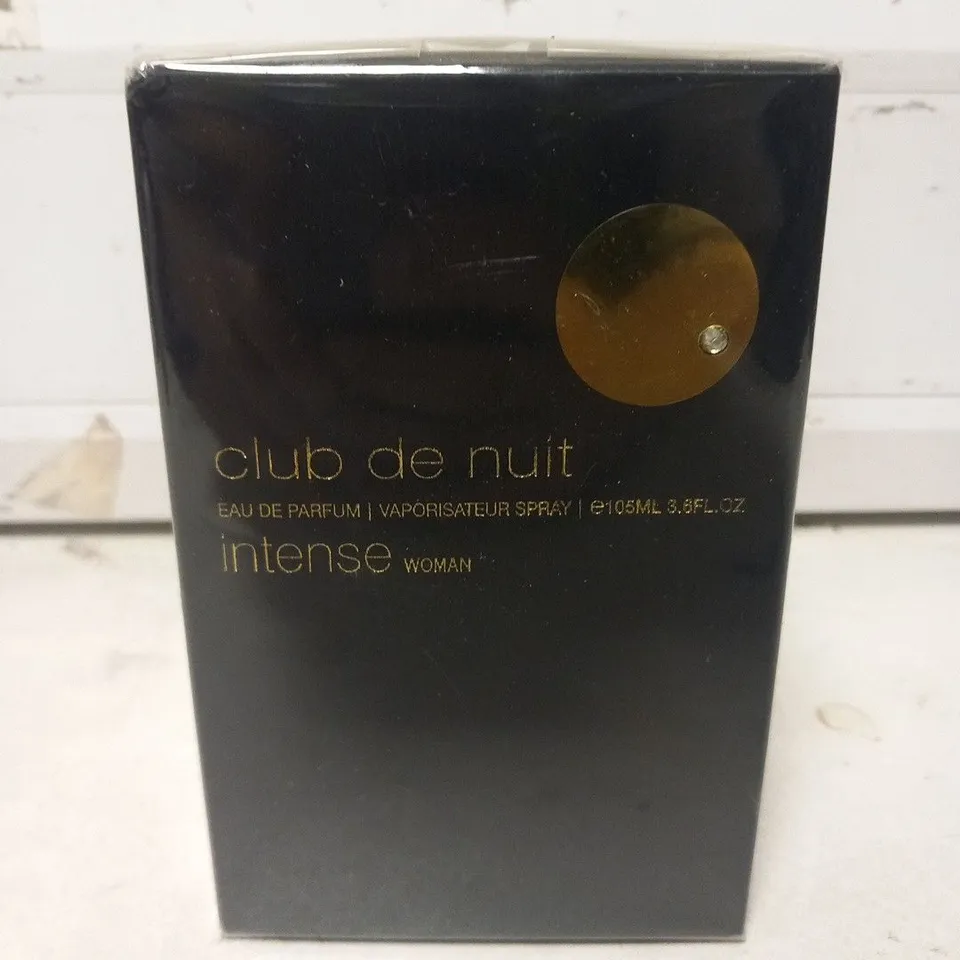 club de nuit
EAU DE PARFUM | VAPORISATEUR SPRAY | ℮105ML 3.6FL.OZ
intense WOMAN